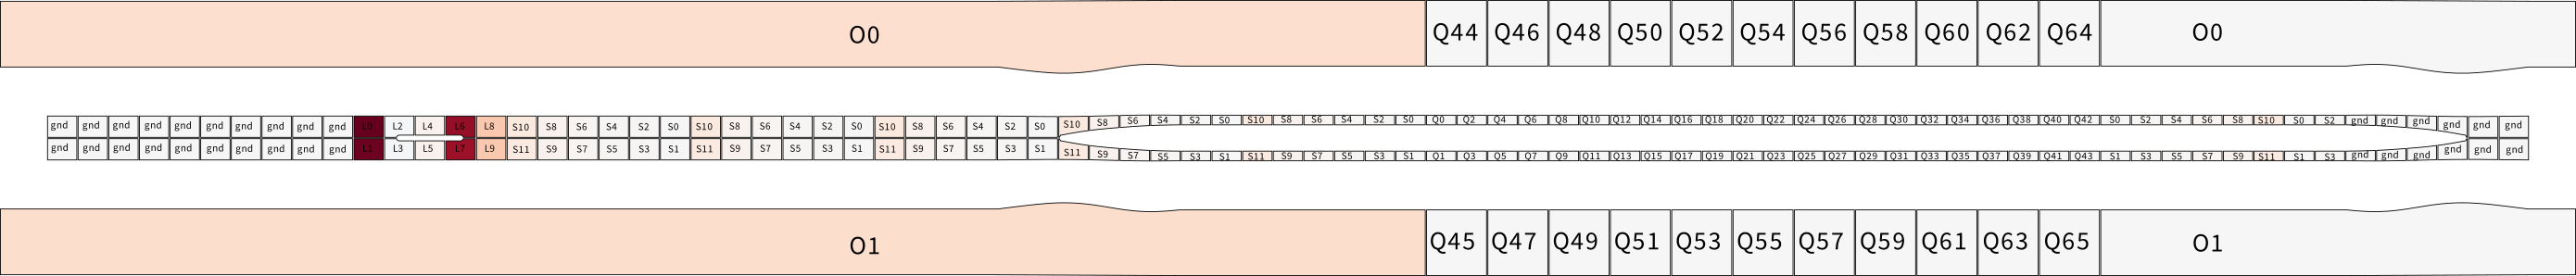 O0 Q44 Q46 Q48 Q50 Q52 Q54 Q56 Q58 Q60 Q62 Q64 O0
gnd gnd gnd gnd gnd gnd gnd gnd gnd gnd L0 L2 L4 L6 L8 S10 S8 S6 S4 S2 S0 S10 S8 S6 S4 S2 S0 S10 S8 S6 S4 S2 S0 S10 S8 S6 S4 S2 S0 S10 S8 S6 S4 S2 S0 Q0 Q2 Q4 Q6 Q8 Q10 Q12 Q14 Q16 Q18 Q20 Q22 Q24 Q26 Q28 Q30 Q32 Q34 Q36 Q38 Q40 Q42 S0 S2 S4 S6 S8 S10 S0 S2 gnd gnd gnd gnd gnd gnd
gnd gnd gnd gnd gnd gnd gnd gnd gnd gnd L1 L3 L5 L7 L9 S11 S9 S7 S5 S3 S1 S11 S9 S7 S5 S3 S1 S11 S9 S7 S5 S3 S1 S11 S9 S7 S5 S3 S1 S11 S9 S7 S5 S3 S1 Q1 Q3 Q5 Q7 Q9 Q11 Q13 Q15 Q17 Q19 Q21 Q23 Q25 Q27 Q29 Q31 Q33 Q35 Q37 Q39 Q41 Q43 S1 S3 S5 S7 S9 S11 S1 S3 gnd gnd gnd gnd gnd gnd
O1 Q45 Q47 Q49 Q51 Q53 Q55 Q57 Q59 Q61 Q63 Q65 O1